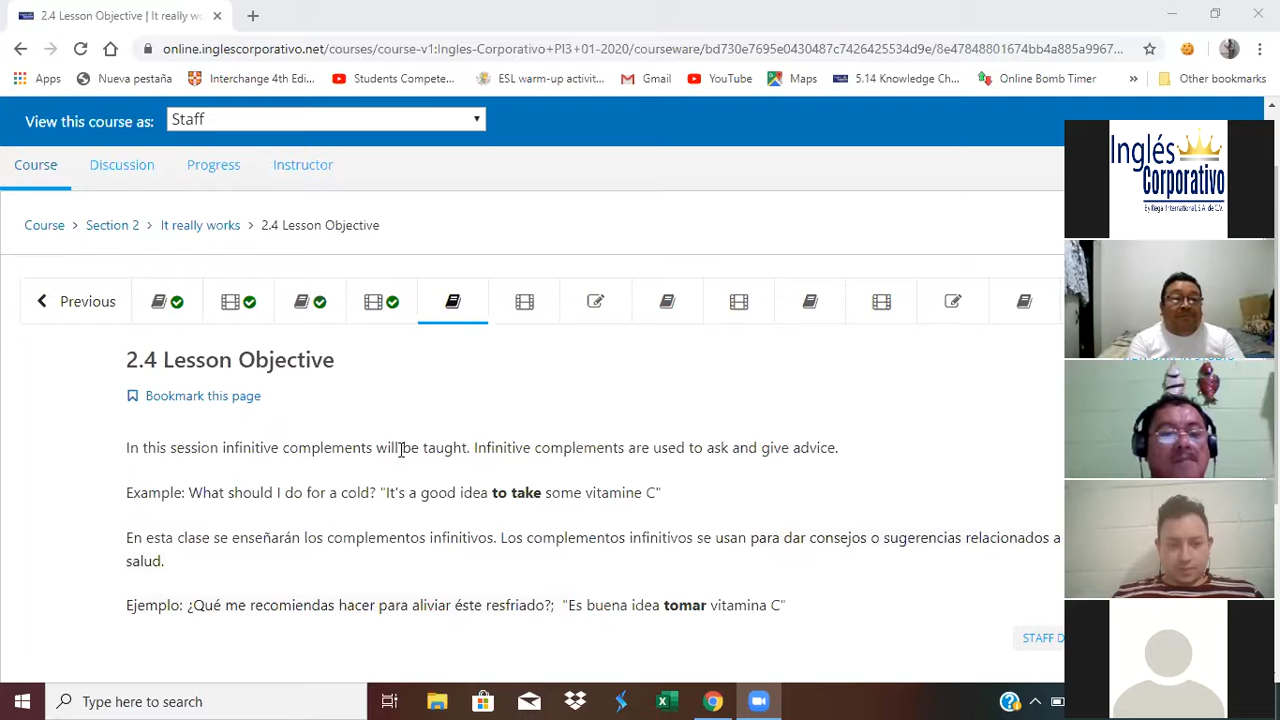 2.4 Lesson Objective | It really wo
online.inglescorporativo.net/courses/course-v1:Ingles-Corporativo+PI3+01-2020/courseware/bd730e7695e0430487c7426425534d9e/8e47848801674bb4a885a9967...
Apps Nueva pestaña Interchange 4th Edi... Students Compete... ESL warm-up activit... Gmail YouTube Maps 5.14 Knowledge Ch... Online Bomb Timer » Other bookmarks
View this course as: Staff
Course Discussion Progress Instructor
Course > Section 2 > It really works > 2.4 Lesson Objective
Previous
2.4 Lesson Objective
Bookmark this page
In this session infinitive complements will be taught. Infinitive complements are used to ask and give advice.
Example: What should I do for a cold? "It's a good idea to take some vitamine C"
En esta clase se enseñarán los complementos infinitivos. Los complementos infinitivos se usan para dar consejos o sugerencias relacionados a
salud.
Ejemplo: ¿Qué me recomiendas hacer para aliviar éste resfriado?; "Es buena idea tomar vitamina C"
STAFF D
Inglés
Corporativo
Type here to search